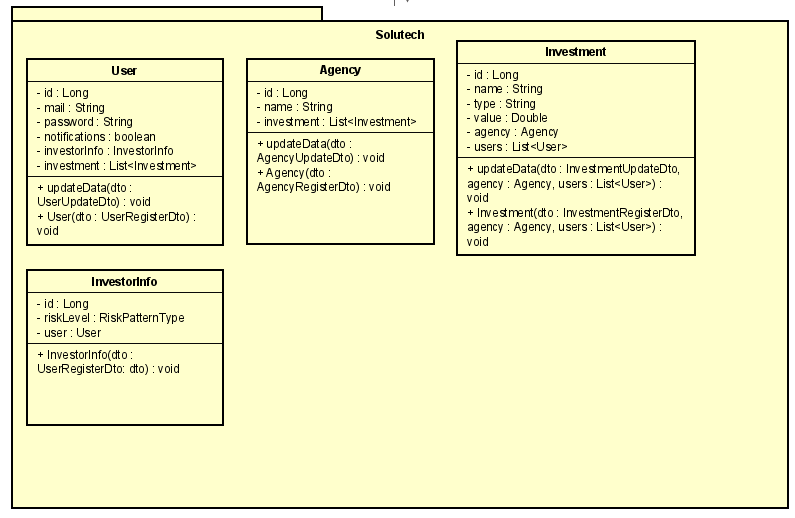 Solutech
User
- id : Long
- mail : String
- password : String
- notifications : boolean
- investorInfo : InvestorInfo
- investment : List<Investment>
+ updateData(dto :
UserUpdateDto) : void
+ User(dto : UserRegisterDto) :
void
Agency
- id : Long
- name : String
- investment : List<Investment>
+ updateData(dto :
AgencyUpdateDto) : void
+ Agency(dto :
AgencyRegisterDto) : void
Investment
- id : Long
- name : String
- type : String
- value : Double
- agency : Agency
- users : List<User>
+ updateData(dto : InvestmentUpdateDto,
agency : Agency, users : List<User>) :
void
+ Investment(dto : InvestmentRegisterDto,
agency : Agency, users : List<User>) :
void
InvestorInfo
- id : Long
- riskLevel : RiskPatternType
- user : User
+ InvestorInfo(dto :
UserRegisterDto: dto) : void